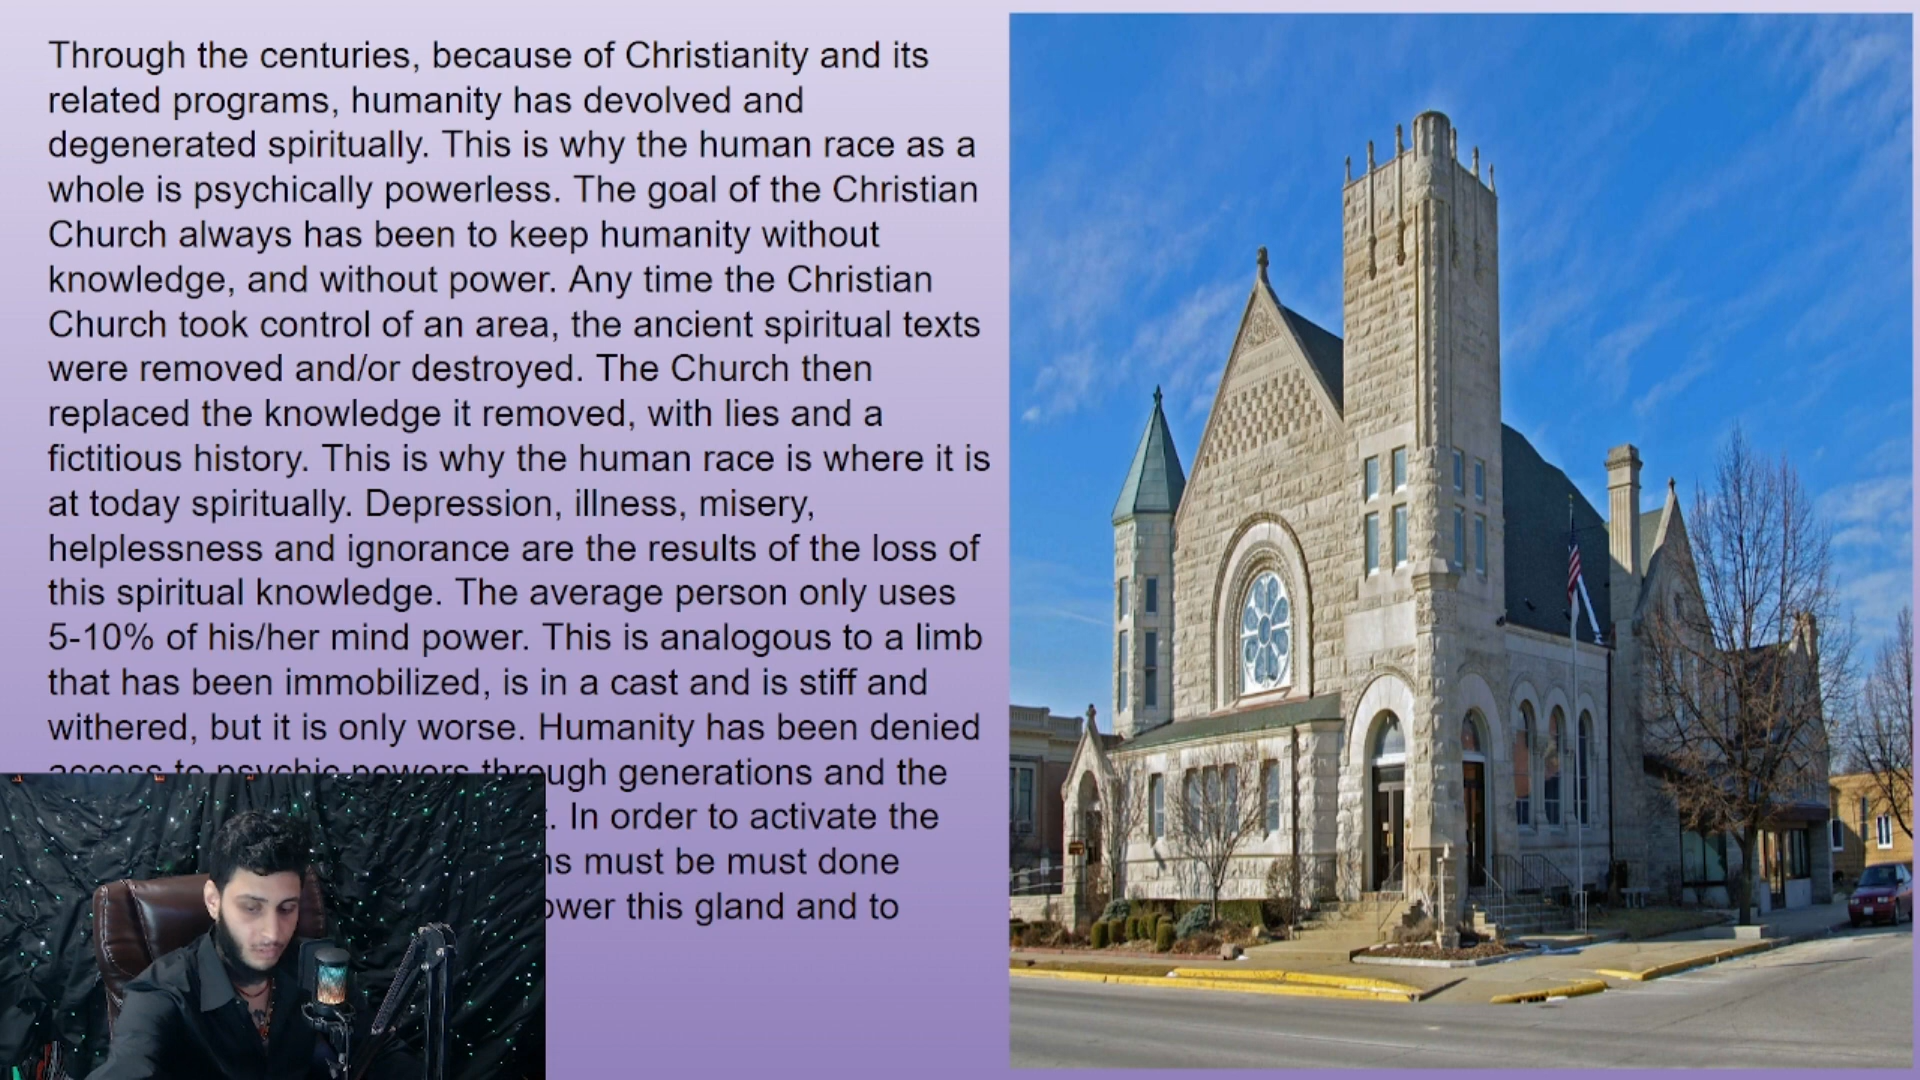 Through the centuries, because of Christianity and its
related programs, humanity has devolved and
degenerated spiritually. This is why the human race as a
whole is psychically powerless. The goal of the Christian
Church always has been to keep humanity without
knowledge, and without power. Any time the Christian
Church took control of an area, the ancient spiritual texts
were removed and/or destroyed. The Church then
replaced the knowledge it removed, with lies and a
fictitious history. This is why the human race is where it is
at today spiritually. Depression, illness, misery,
helplessness and ignorance are the results of the loss of
this spiritual knowledge. The average person only uses
5-10% of his/her mind power. This is analogous to a limb
that has been immobilized, is in a cast and is stiff and
withered, but it is only worse. Humanity has been denied
access to psychic powers through generations and the
. In order to activate the
must be must done
this gland and to